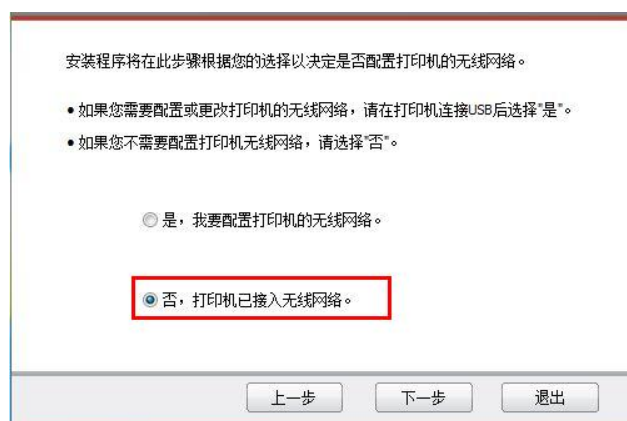 安装程序将在此步骤根据您的选择以决定是否配置打印机的无线网络。
•如果您需要配置或更改打印机的无线网络，请在打印机连接USB后选择"是"。
•如果您不需要配置打印机无线网络，请选择"否"。
是，我要配置打印机的无线网络。
否，打印机已接入无线网络。
上一步 下一步 退出